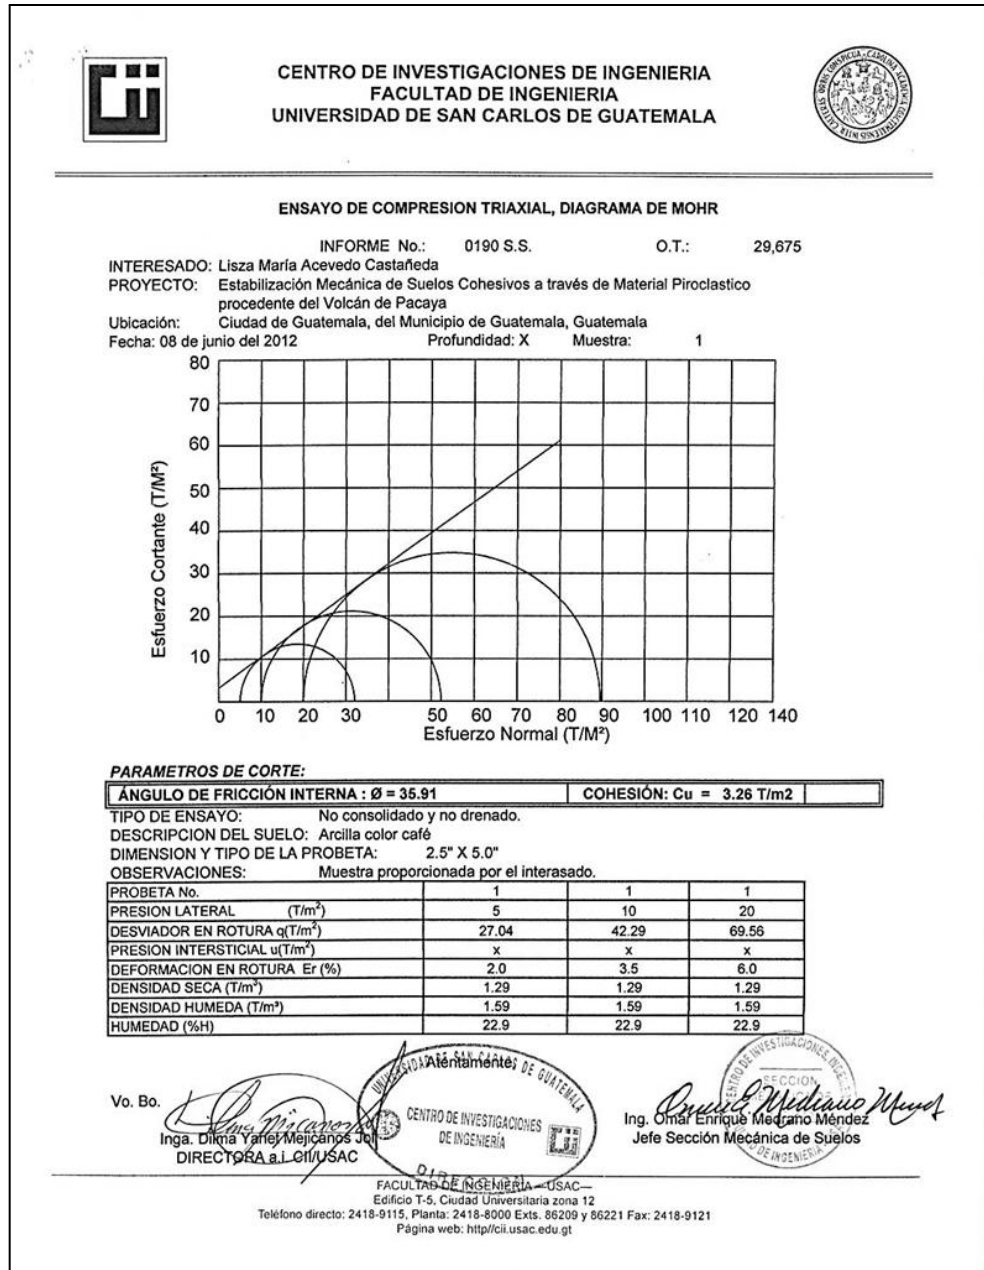 CENTRO DE INVESTIGACIONES DE INGENIERIA
FACULTAD DE INGENIERIA
UNIVERSIDAD DE SAN CARLOS DE GUATEMALA
ENSAYO DE COMPRESION TRIAXIAL, DIAGRAMA DE MOHR
INFORME No.: 0190 S.S. O.T.: 29,675
INTERESADO: Lisza María Acevedo Castañeda
PROYECTO: Estabilización Mecánica de Suelos Cohesivos a través de Material Piroclastico
procedente del Volcán de Pacaya
Ubicación: Ciudad de Guatemala, del Municipio de Guatemala, Guatemala
Fecha: 08 de junio del 2012 Profundidad: X Muestra: 1
80
70
60
50
40
30
20
10
Esfuerzo Cortante (T/M²)
0 10 20 30 50 60 70 80 90 100 110 120 140
Esfuerzo Normal (T/M²)
PARAMETROS DE CORTE:
ÁNGULO DE FRICCIÓN INTERNA : Ø = 35.91 COHESIÓN: Cu = 3.26 T/m2
TIPO DE ENSAYO: No consolidado y no drenado.
DESCRIPCION DEL SUELO: Arcilla color café
DIMENSION Y TIPO DE LA PROBETA: 2.5" X 5.0"
OBSERVACIONES: Muestra proporcionada por el interasado.
PROBETA No. 1 1 1
PRESION LATERAL (T/m²) 5 10 20
DESVIADOR EN ROTURA q(T/m²) 27.04 42.29 69.56
PRESION INTERSTICIAL u(T/m²) x x x
DEFORMACION EN ROTURA Er (%) 2.0 3.5 6.0
DENSIDAD SECA (T/m³) 1.29 1.29 1.29
DENSIDAD HUMEDA (T/m³) 1.59 1.59 1.59
HUMEDAD (%H) 22.9 22.9 22.9
Atentamente,
UNIVERSIDAD DE SAN CARLOS DE GUATEMALA
CENTRO DE INVESTIGACIONES
DE INGENIERÍA
DIRECCION
Vo. Bo.
Inga. Dilma Yanet Mejicanos Jol
DIRECTORA a.i. CII/USAC
SECCION
Ing. Omar Enrique Medrano Méndez
Jefe Sección Mecánica de Suelos
FACULTAD DE INGENIERIA —USAC—
Edificio T-5, Ciudad Universitaria zona 12
Teléfono directo: 2418-9115, Planta: 2418-8000 Exts. 86209 y 86221 Fax: 2418-9121
Página web: http//cii.usac.edu.gt